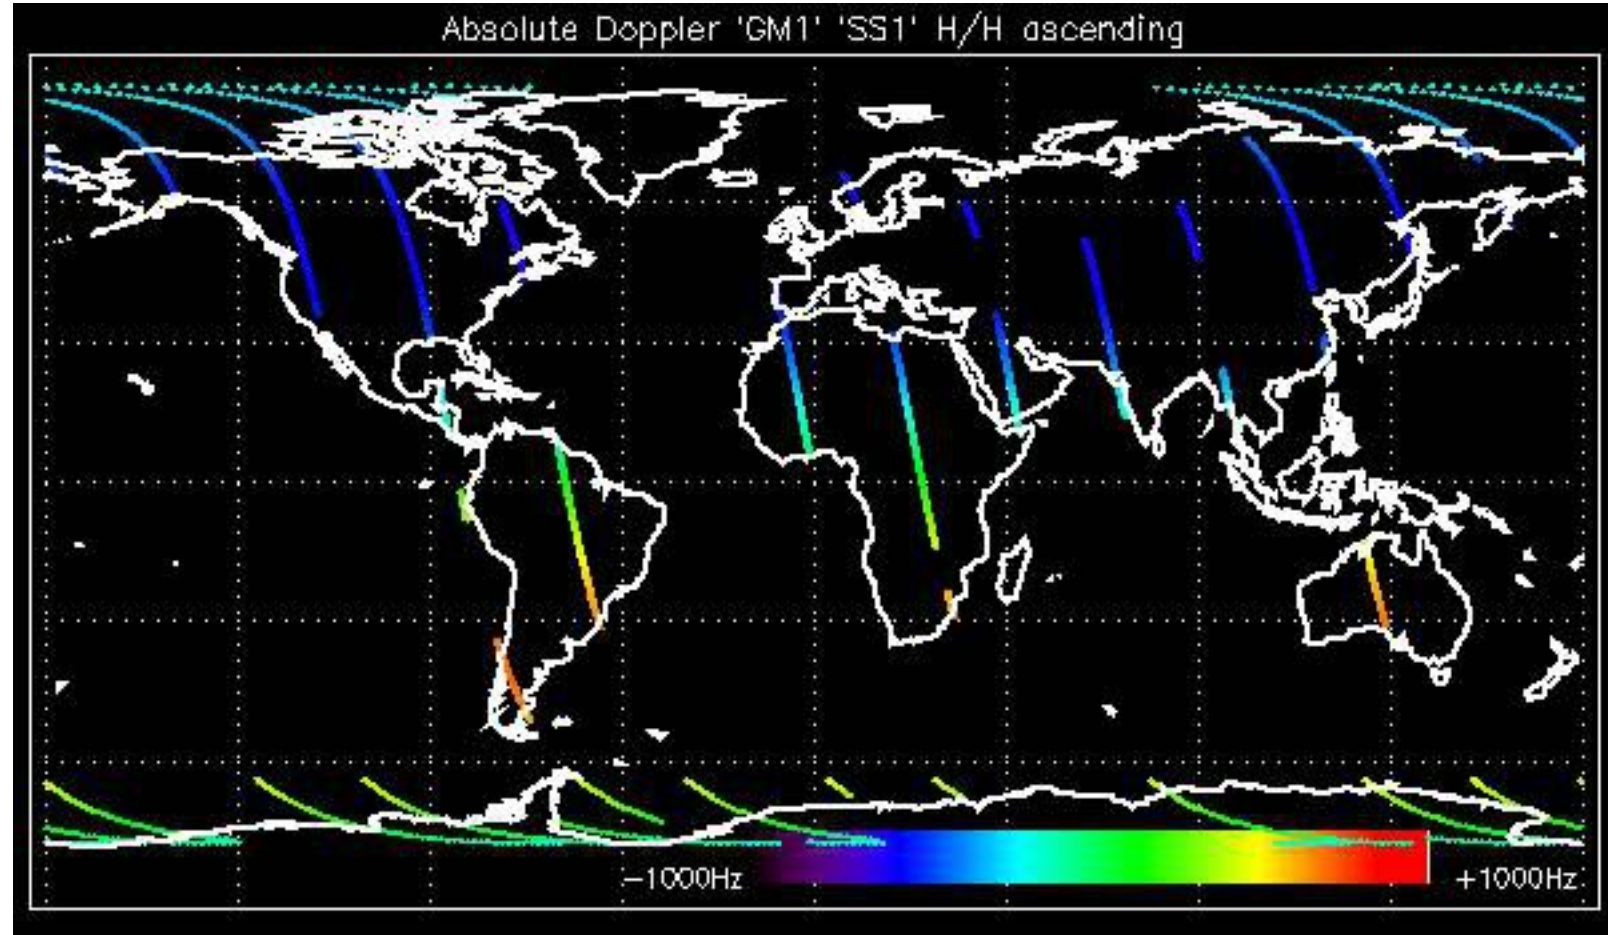 Absolute Doppler 'GM1' 'SS1' H/H ascending
−1000Hz
+1000Hz